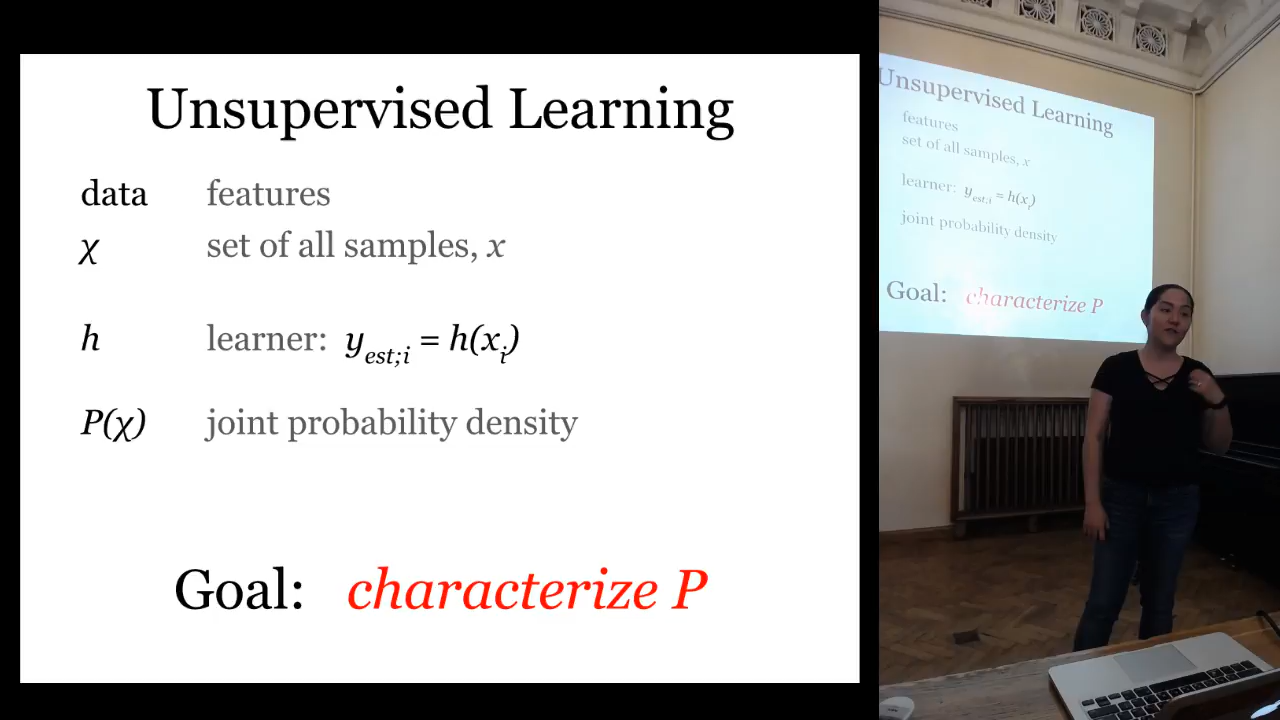 Unsupervised Learning
data features
χ set of all samples, x
h learner: y_est;i = h(x_i)
P(χ) joint probability density
Goal: characterize P
Unsupervised Learning
features
set of all samples, x
learner: y_est;i = h(x_i)
joint probability density
Goal: characterize P